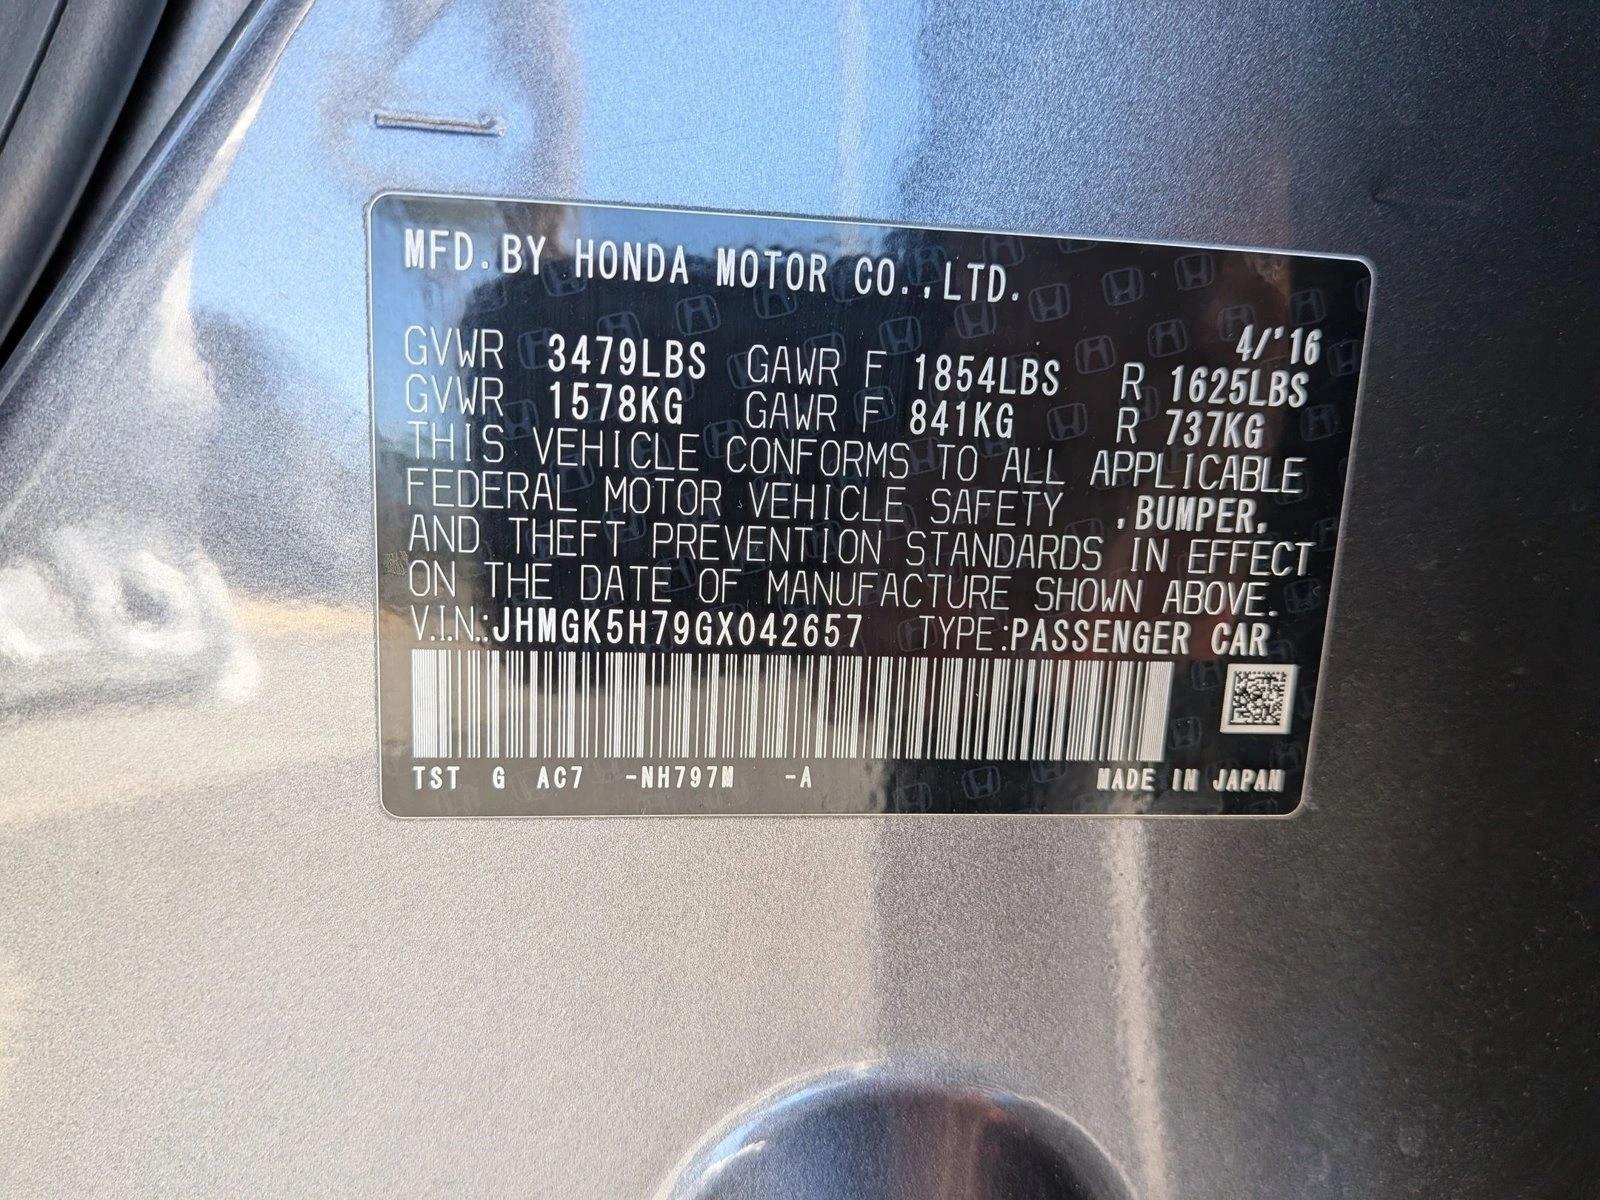 MFD. BY HONDA MOTOR CO., LTD.
4/'16
GVWR 3479LBS GAWR F 1854LBS R 1625LBS
GVWR 1578KG GAWR F 841KG R 737KG
THIS VEHICLE CONFORMS TO ALL APPLICABLE
FEDERAL MOTOR VEHICLE SAFETY , BUMPER,
AND THEFT PREVENTION STANDARDS IN EFFECT
ON THE DATE OF MANUFACTURE SHOWN ABOVE.
V.I.N.: JHMGK5H79GX042657 TYPE: PASSENGER CAR
TST G AC7 -NH797M -A MADE IN JAPAN